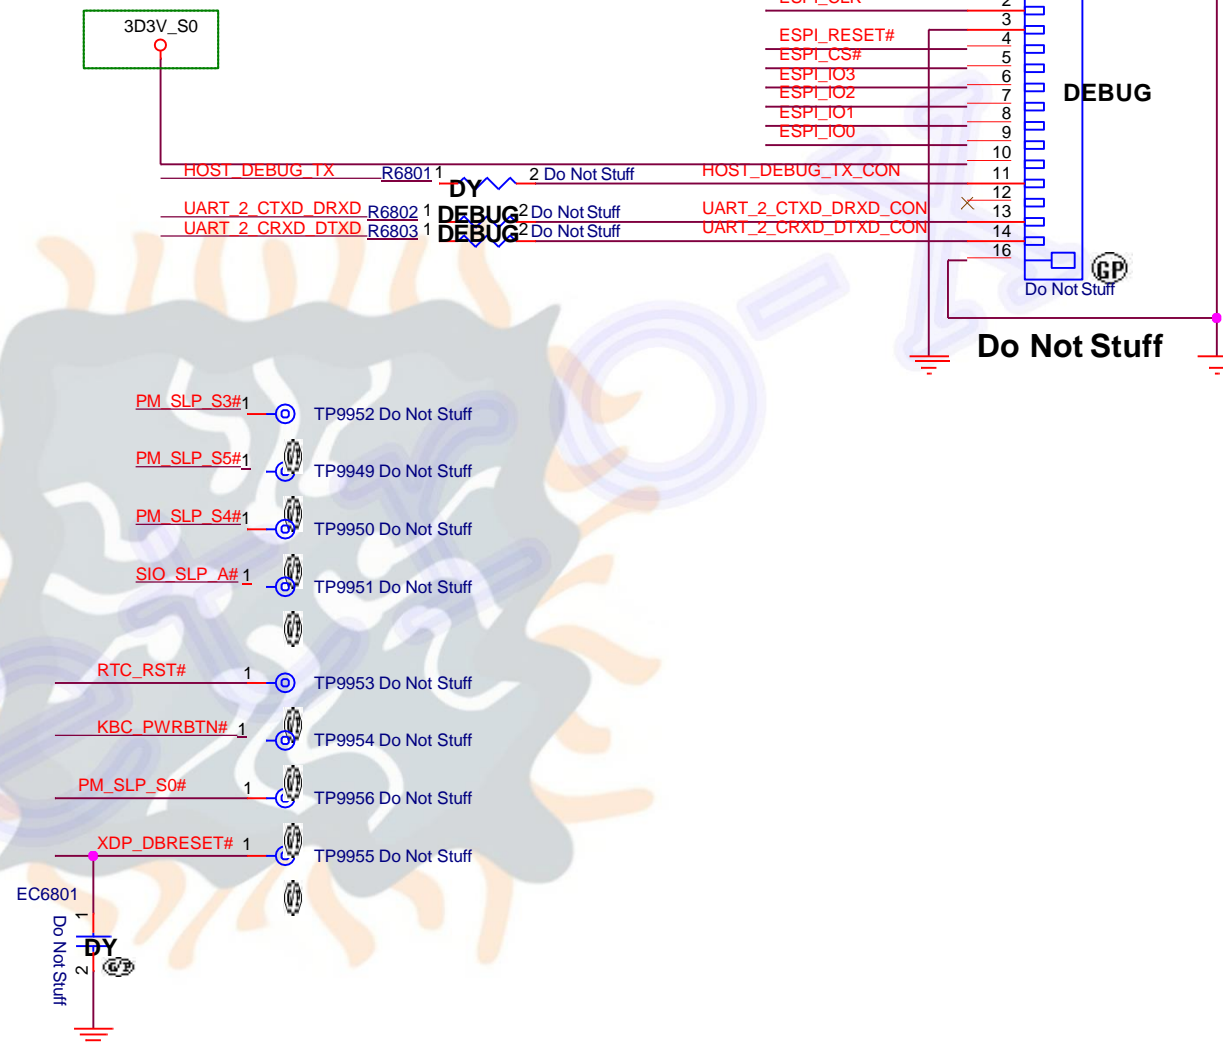 ESPI_CLK
2
3D3V_S0
3
ESPI_RESET#
4
ESPI_CS#
5
ESPI_IO3
6
ESPI_IO2
7
DEBUG
ESPI_IO1
8
ESPI_IO0
9
10
HOST_DEBUG_TX R6801 1 DY 2 Do Not Stuff HOST_DEBUG_TX_CON
11
12
UART_2_CTXD_DRXD R6802 1 DEBUG 2 Do Not Stuff UART_2_CTXD_DRXD_CON
13
UART_2_CRXD_DTXD R6803 1 DEBUG 2 Do Not Stuff UART_2_CRXD_DTXD_CON
14
16
GP
Do Not Stuff
Do Not Stuff
PM_SLP_S3# 1 TP9952 Do Not Stuff
PM_SLP_S5# 1 TP9949 Do Not Stuff
PM_SLP_S4# 1 TP9950 Do Not Stuff
SIO_SLP_A# 1 TP9951 Do Not Stuff
RTC_RST# 1 TP9953 Do Not Stuff
KBC_PWRBTN# 1 TP9954 Do Not Stuff
PM_SLP_S0# 1 TP9956 Do Not Stuff
XDP_DBRESET# 1 TP9955 Do Not Stuff
EC6801
1
Do Not Stuff
DY
2